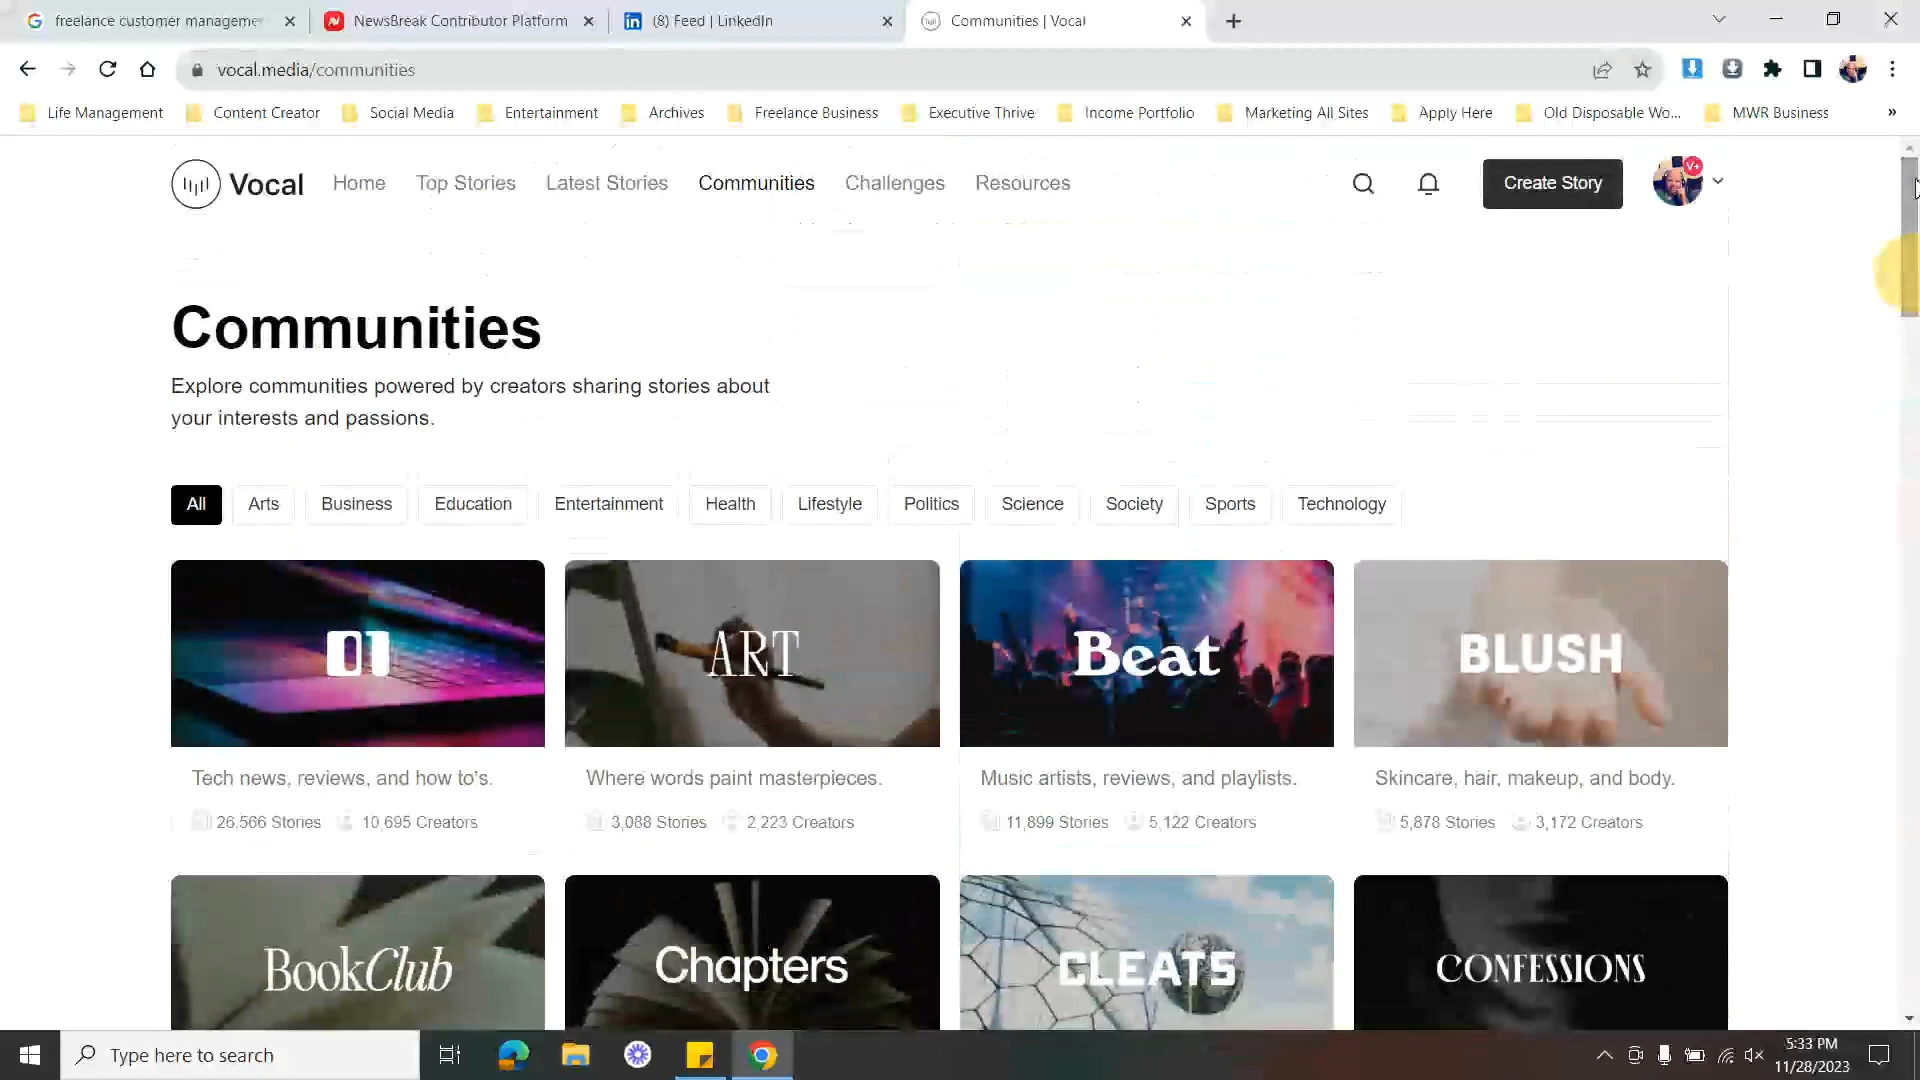 freelance customer managemer
NewsBreak Contributor Platform
(8) Feed | LinkedIn
Communities | Vocal
vocal.media/communities
Life Management
Content Creator
Social Media
Entertainment
Archives
Freelance Business
Executive Thrive
Income Portfolio
Marketing All Sites
Apply Here
Old Disposable Wo...
MWR Business
»
Vocal
Home
Top Stories
Latest Stories
Communities
Challenges
Resources
Create Story
V+
Communities
Explore communities powered by creators sharing stories about
your interests and passions.
All
Arts
Business
Education
Entertainment
Health
Lifestyle
Politics
Science
Society
Sports
Technology
01
ART
Beat
BLUSH
Tech news, reviews, and how to's.
Where words paint masterpieces.
Music artists, reviews, and playlists.
Skincare, hair, makeup, and body.
26,566 Stories
10,695 Creators
3,088 Stories
2,223 Creators
11,899 Stories
5,122 Creators
5,878 Stories
3,172 Creators
BookClub
Chapters
CLEATS
CONFESSIONS
Type here to search
5:33 PM
11/28/2023